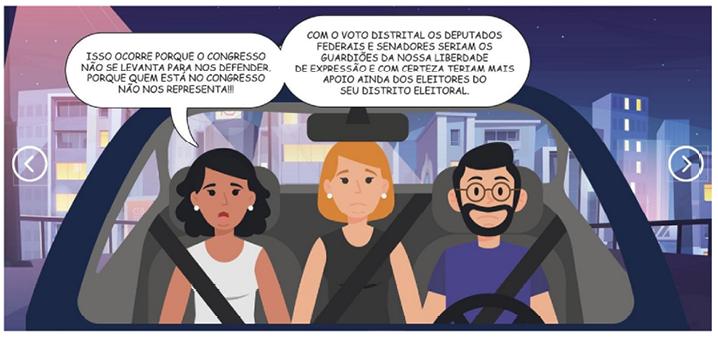 ISSO OCORRE PORQUE O CONGRESSO
NÃO SE LEVANTA PARA NOS DEFENDER.
PORQUE QUEM ESTÁ NO CONGRESSO
NÃO NOS REPRESENTA!!!
COM O VOTO DISTRITAL OS DEPUTADOS
FEDERAIS E SENADORES SERIAM OS
GUARDIÕES DA NOSSA LIBERDADE
DE EXPRESSÃO E COM CERTEZA TERIAM MAIS
APOIO AINDA DOS ELEITORES DO
SEU DISTRITO ELEITORAL.